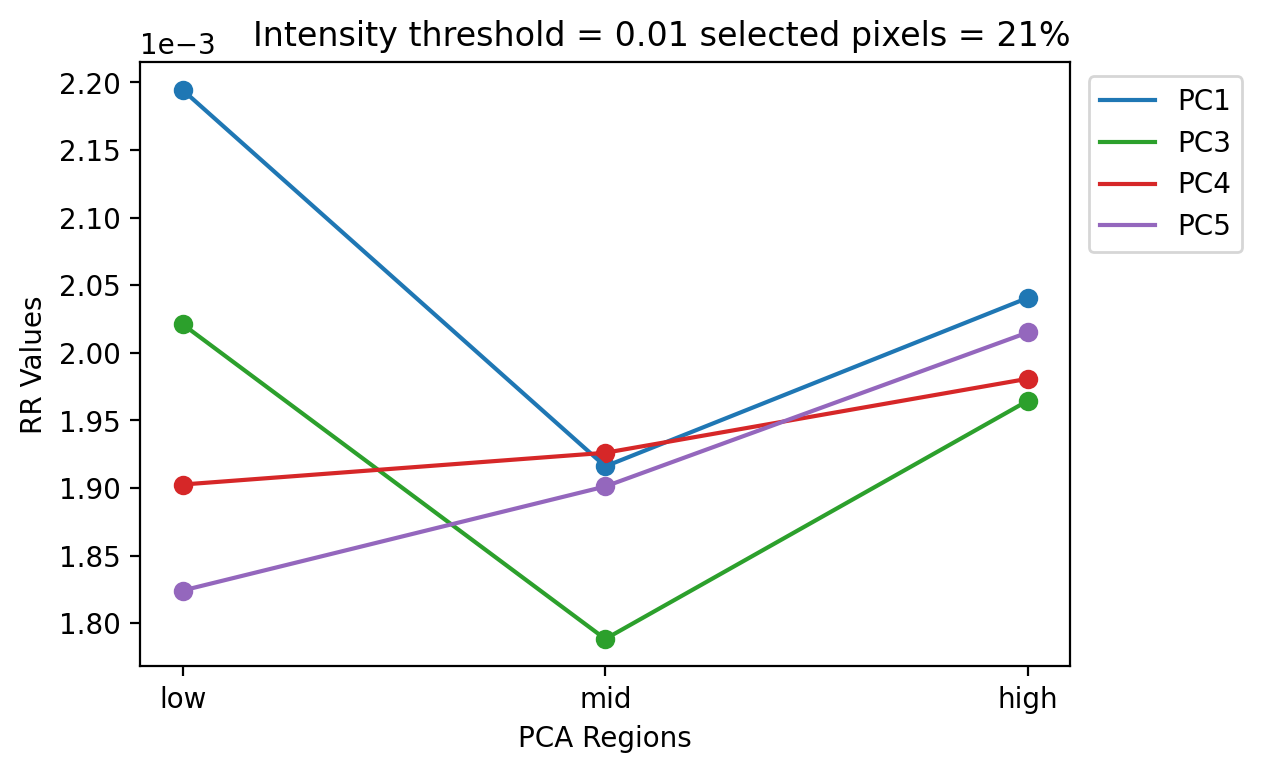 1e−3
Intensity threshold = 0.01 selected pixels = 21%
2.20
2.15
2.10
2.05
2.00
1.95
1.90
1.85
1.80
RR Values
low
mid
high
PCA Regions
PC1
PC3
PC4
PC5